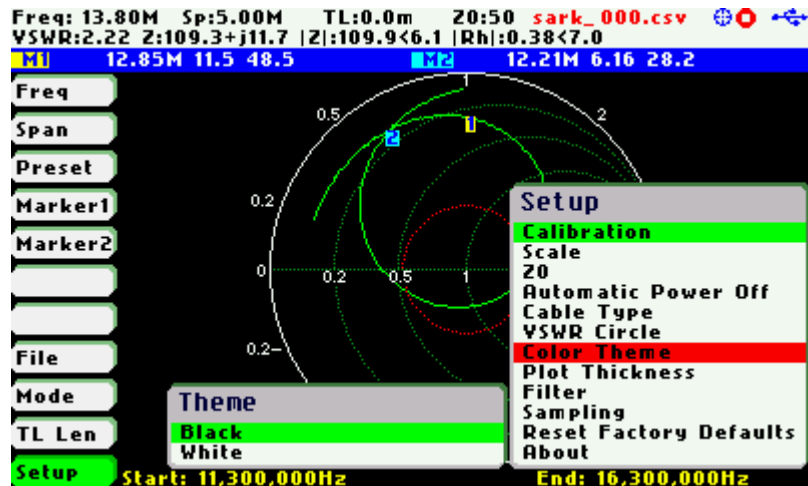 Freq: 13.80M Sp:5.00M TL:0.0m 20:50 sark_000.csv
VSWR:2.22 Z:109.3+j11.7 |Z|:109.9<6.1 |Rh|:0.38<7.0
M1 12.85M 11.5 48.5 M2 12.21M 6.16 28.2
Freq
Span
Preset
Marker1
Marker2
File
Mode
TL Len
Setup
1
0.5
2
2
1
0.2
0
0.2
0.5
1
0.2
Setup
Calibration
Scale
Z0
Automatic Power Off
Cable Type
VSWR Circle
Color Theme
Plot Thickness
Filter
Sampling
Reset Factory Defaults
About
Theme
Black
White
Start: 11,300,000Hz End: 16,300,000Hz